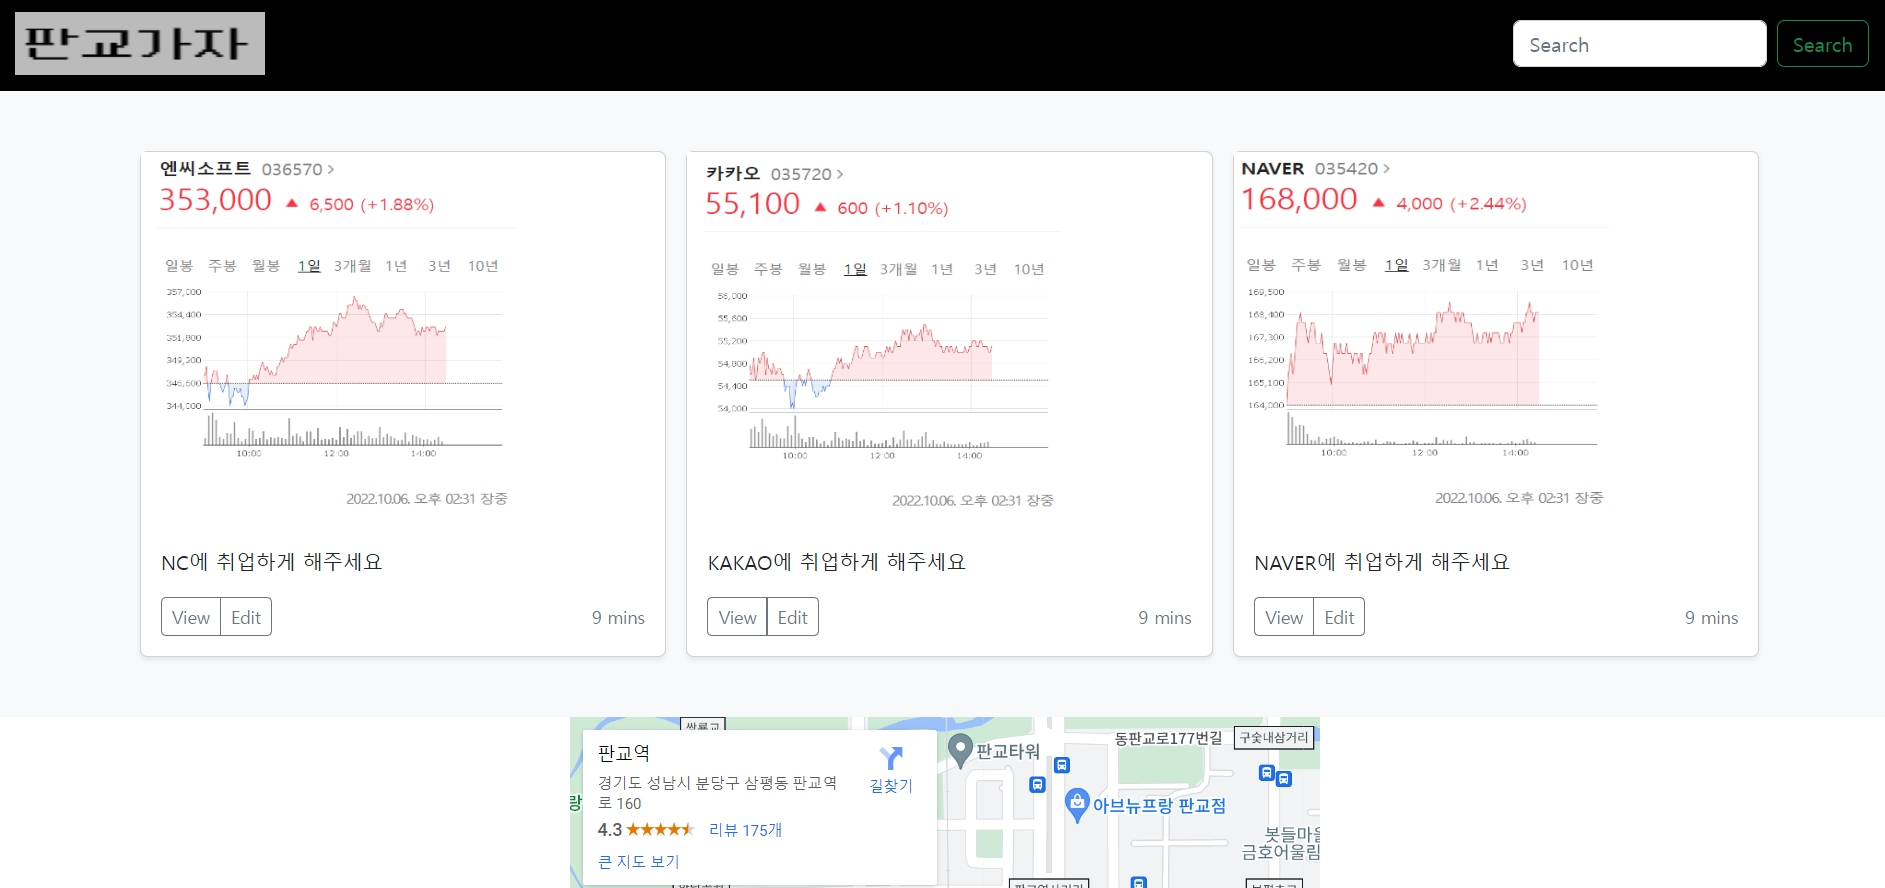 판교가자
Search
Search
엔씨소프트 036570 >
353,000 ▲ 6,500 (+1.88%)
일봉 주봉 월봉 1일 3개월 1년 3년 10년
357,000
354,400
351,800
349,200
346,600
344,000
10:00 12:00 14:00
2022.10.06. 오후 02:31 장중
NC에 취업하게 해주세요
View Edit 9 mins
카카오 035720 >
55,100 ▲ 600 (+1.10%)
일봉 주봉 월봉 1일 3개월 1년 3년 10년
56,000
55,600
55,200
54,800
54,400
54,000
10:00 12:00 14:00
2022.10.06. 오후 02:31 장중
KAKAO에 취업하게 해주세요
View Edit 9 mins
NAVER 035420 >
168,000 ▲ 4,000 (+2.44%)
일봉 주봉 월봉 1일 3개월 1년 3년 10년
169,500
168,400
167,300
166,200
165,100
164,000
10:00 12:00 14:00
2022.10.06. 오후 02:31 장중
NAVER에 취업하게 해주세요
View Edit 9 mins
판교역
경기도 성남시 분당구 삼평동 판교역
로 160
4.3 리뷰 175개
큰 지도 보기
길찾기
판교타워
동판교로177번길
구숫내삼거리
아브뉴프랑 판교점
봇들마을
금호어울림